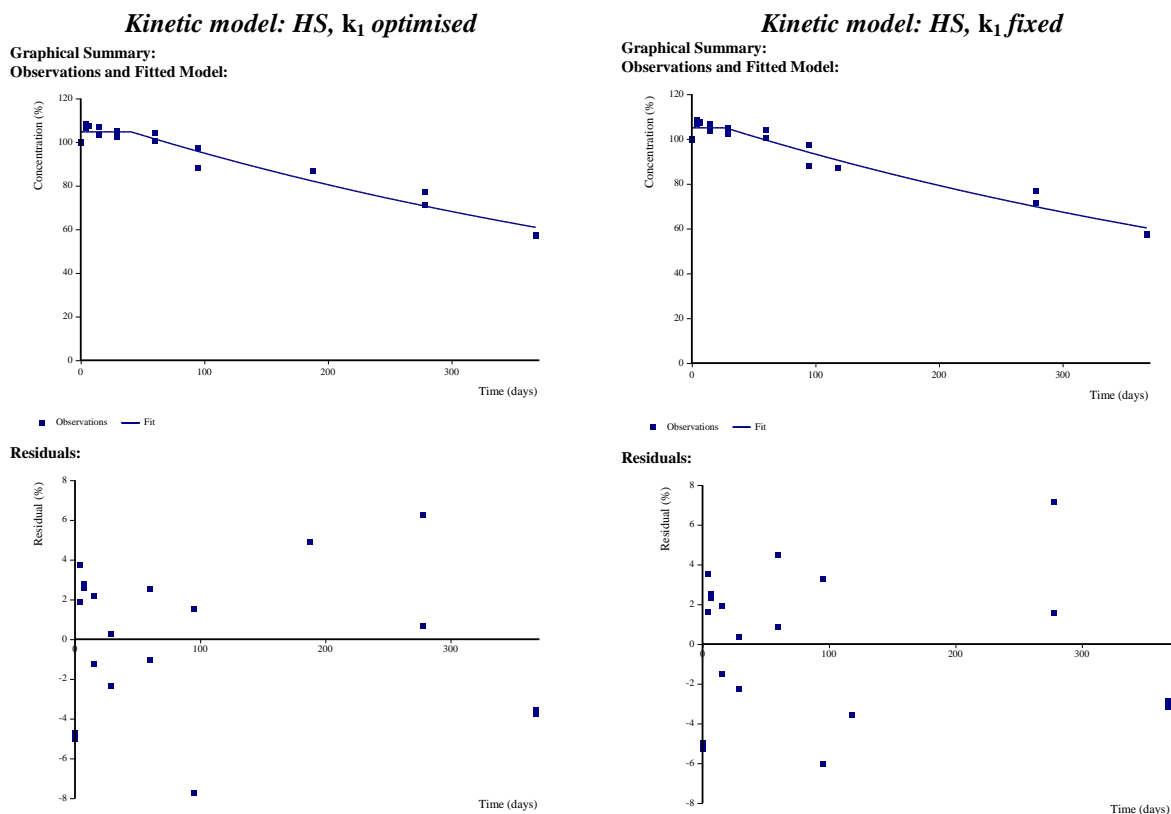 Kinetic model: HS, k1 optimised
Graphical Summary:
Observations and Fitted Model:
120
100
80
60
40
20
0
Concentration (%)
0
100
200
300
Time (days)
Observations
Fit
Residuals:
8
6
4
2
0
-2
-4
-6
-8
Residual (%)
0
100
200
300
Time (days)
Kinetic model: HS, k1 fixed
Graphical Summary:
Observations and Fitted Model:
120
100
80
60
40
20
0
Concentration (%)
0
100
200
300
Time (days)
Observations
Fit
Residuals:
8
6
4
2
0
-2
-4
-6
-8
Residual (%)
0
100
200
300
Time (days)